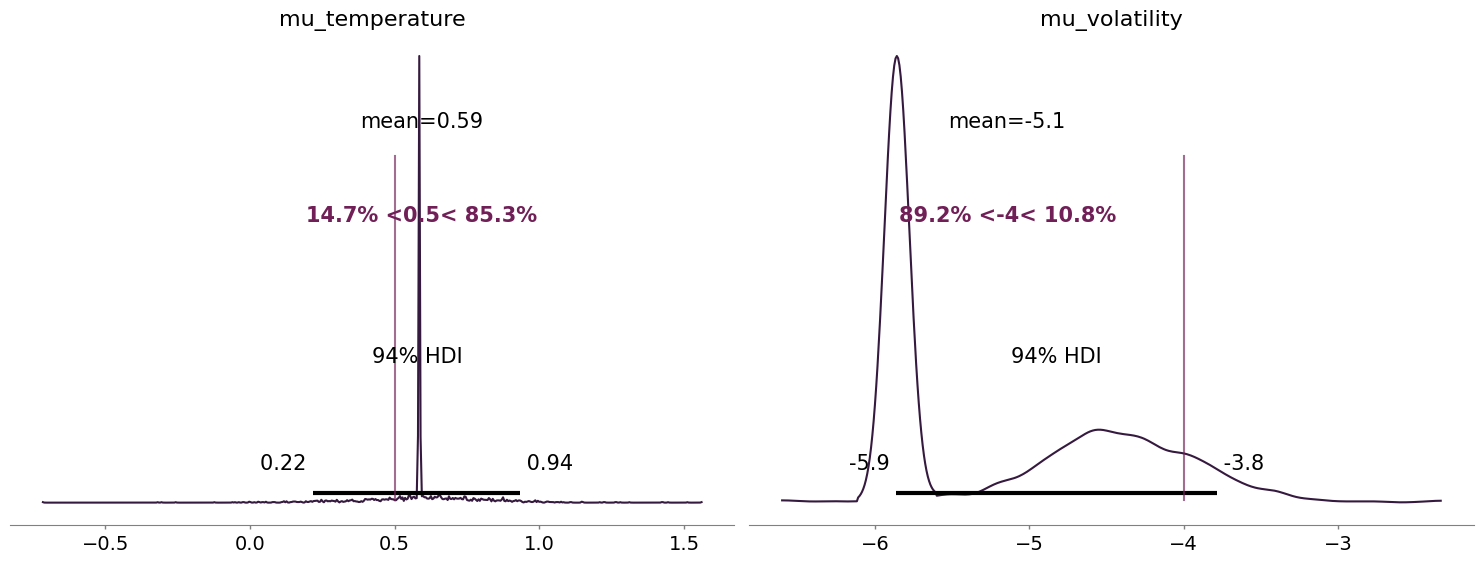 mu_temperature
mean=0.59
14.7% <0.5< 85.3%
94% HDI
0.22
0.94
−0.5
0.0
0.5
1.0
1.5
mu_volatility
mean=-5.1
89.2% <-4< 10.8%
94% HDI
-5.9
-3.8
−6
−5
−4
−3